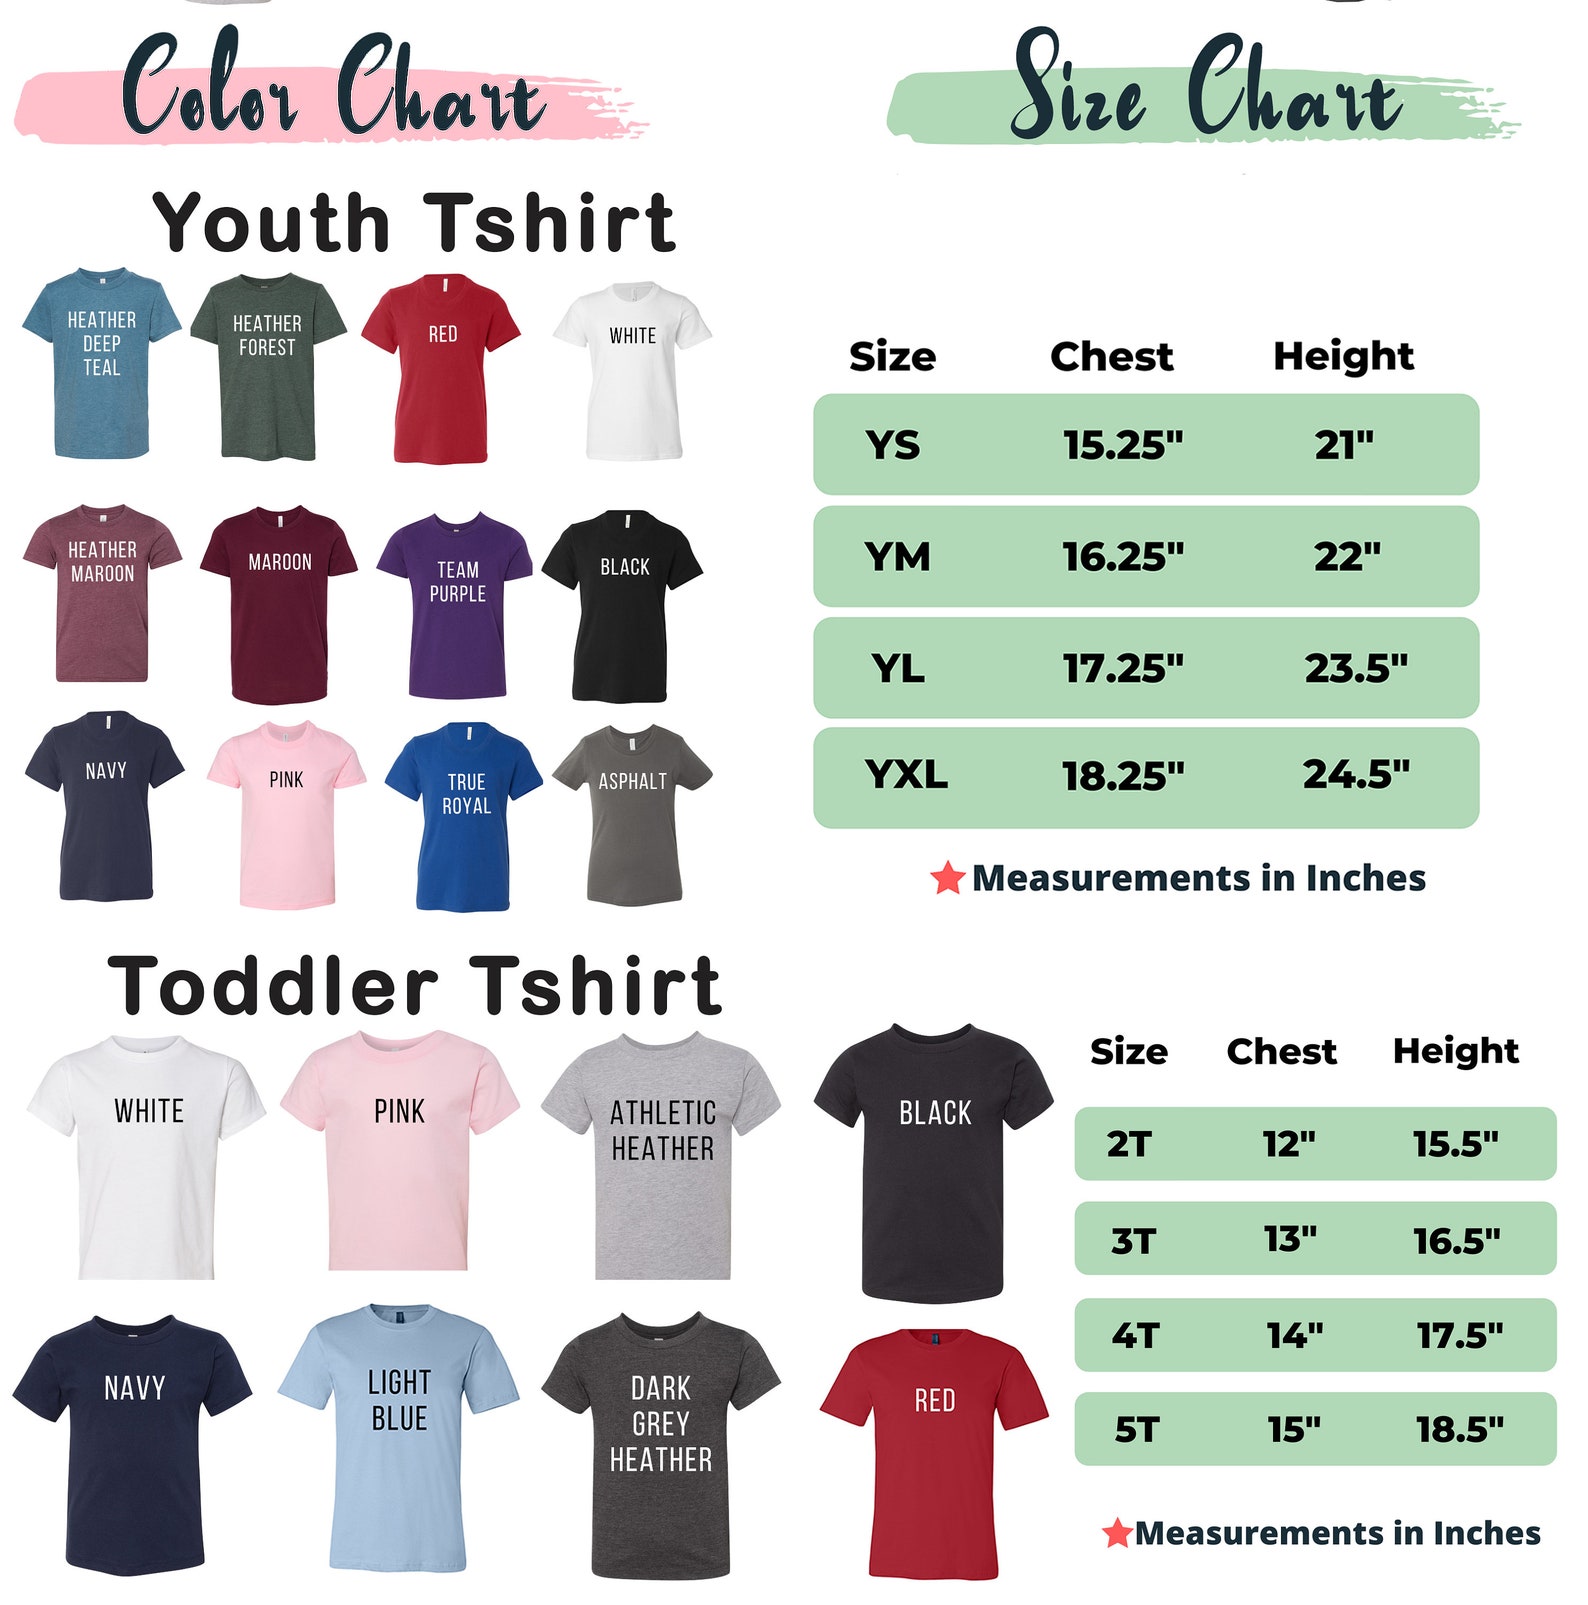 Color Chart
Size Chart
Youth Tshirt
HEATHER
DEEP
TEAL
HEATHER
FOREST
RED
WHITE
HEATHER
MAROON
MAROON
TEAM
PURPLE
BLACK
NAVY
PINK
TRUE
ROYAL
ASPHALT
Size Chest Height
YS 15.25" 21"
YM 16.25" 22"
YL 17.25" 23.5"
YXL 18.25" 24.5"
Measurements in Inches
Toddler Tshirt
WHITE
PINK
ATHLETIC
HEATHER
BLACK
NAVY
LIGHT
BLUE
DARK
GREY
HEATHER
RED
Size Chest Height
2T 12" 15.5"
3T 13" 16.5"
4T 14" 17.5"
5T 15" 18.5"
Measurements in Inches